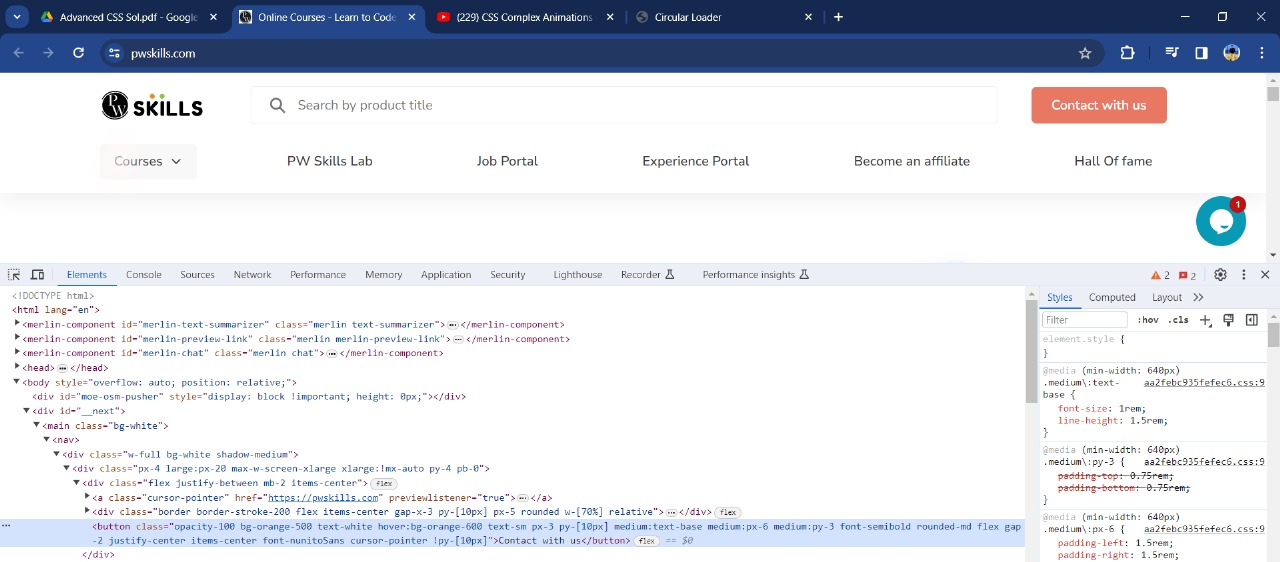 Advanced CSS Sol.pdf - Google
Online Courses - Learn to Code
(229) CSS Complex Animations
Circular Loader
pwskills.com
PW SKILLS
Search by product title
Contact with us
Courses
PW Skills Lab
Job Portal
Experience Portal
Become an affiliate
Hall Of fame
1
Elements Console Sources Network Performance Memory Application Security Lighthouse Recorder Performance insights 2 2
<!DOCTYPE html>
<html lang="en">
<merlin-component id="merlin-text-summarizer" class="merlin text-summarizer"> … </merlin-component>
<merlin-component id="merlin-preview-link" class="merlin merlin-preview-link"> … </merlin-component>
<merlin-component id="merlin-chat" class="merlin chat"> … </merlin-component>
<head> … </head>
<body style="overflow: auto; position: relative;">
<div id="moe-osm-pusher" style="display: block !important; height: 0px;"></div>
<div id="__next">
<main class="bg-white">
<nav>
<div class="w-full bg-white shadow-medium">
<div class="px-4 large:px-20 max-w-screen-xlarge xlarge:!mx-auto py-4 pb-0">
<div class="flex justify-between mb-2 items-center"> flex
<a class="cursor-pointer" href="https://pwskills.com" previewlistener="true"> … </a>
<div class="border border-stroke-200 flex items-center gap-x-3 py-[10px] px-5 rounded w-[70%] relative"> … </div> flex
… <button class="opacity-100 bg-orange-500 text-white hover:bg-orange-600 text-sm px-3 py-[10px] medium:text-base medium:px-6 medium:py-3 font-semibold rounded-md flex gap
-2 justify-center items-center font-nunitoSans cursor-pointer !py-[10px]">Contact with us</button> flex == $0
</div>
Styles Computed Layout
Filter :hov .cls
element.style {
}
@media (min-width: 640px)
.medium\:text- aa2febc935fefec6.css:9
base {
font-size: 1rem;
line-height: 1.5rem;
}
@media (min-width: 640px)
.medium\:py-3 { aa2febc935fefec6.css:9
padding-top: 0.75rem;
padding-bottom: 0.75rem;
}
@media (min-width: 640px)
.medium\:px-6 { aa2febc935fefec6.css:9
padding-left: 1.5rem;
padding-right: 1.5rem;